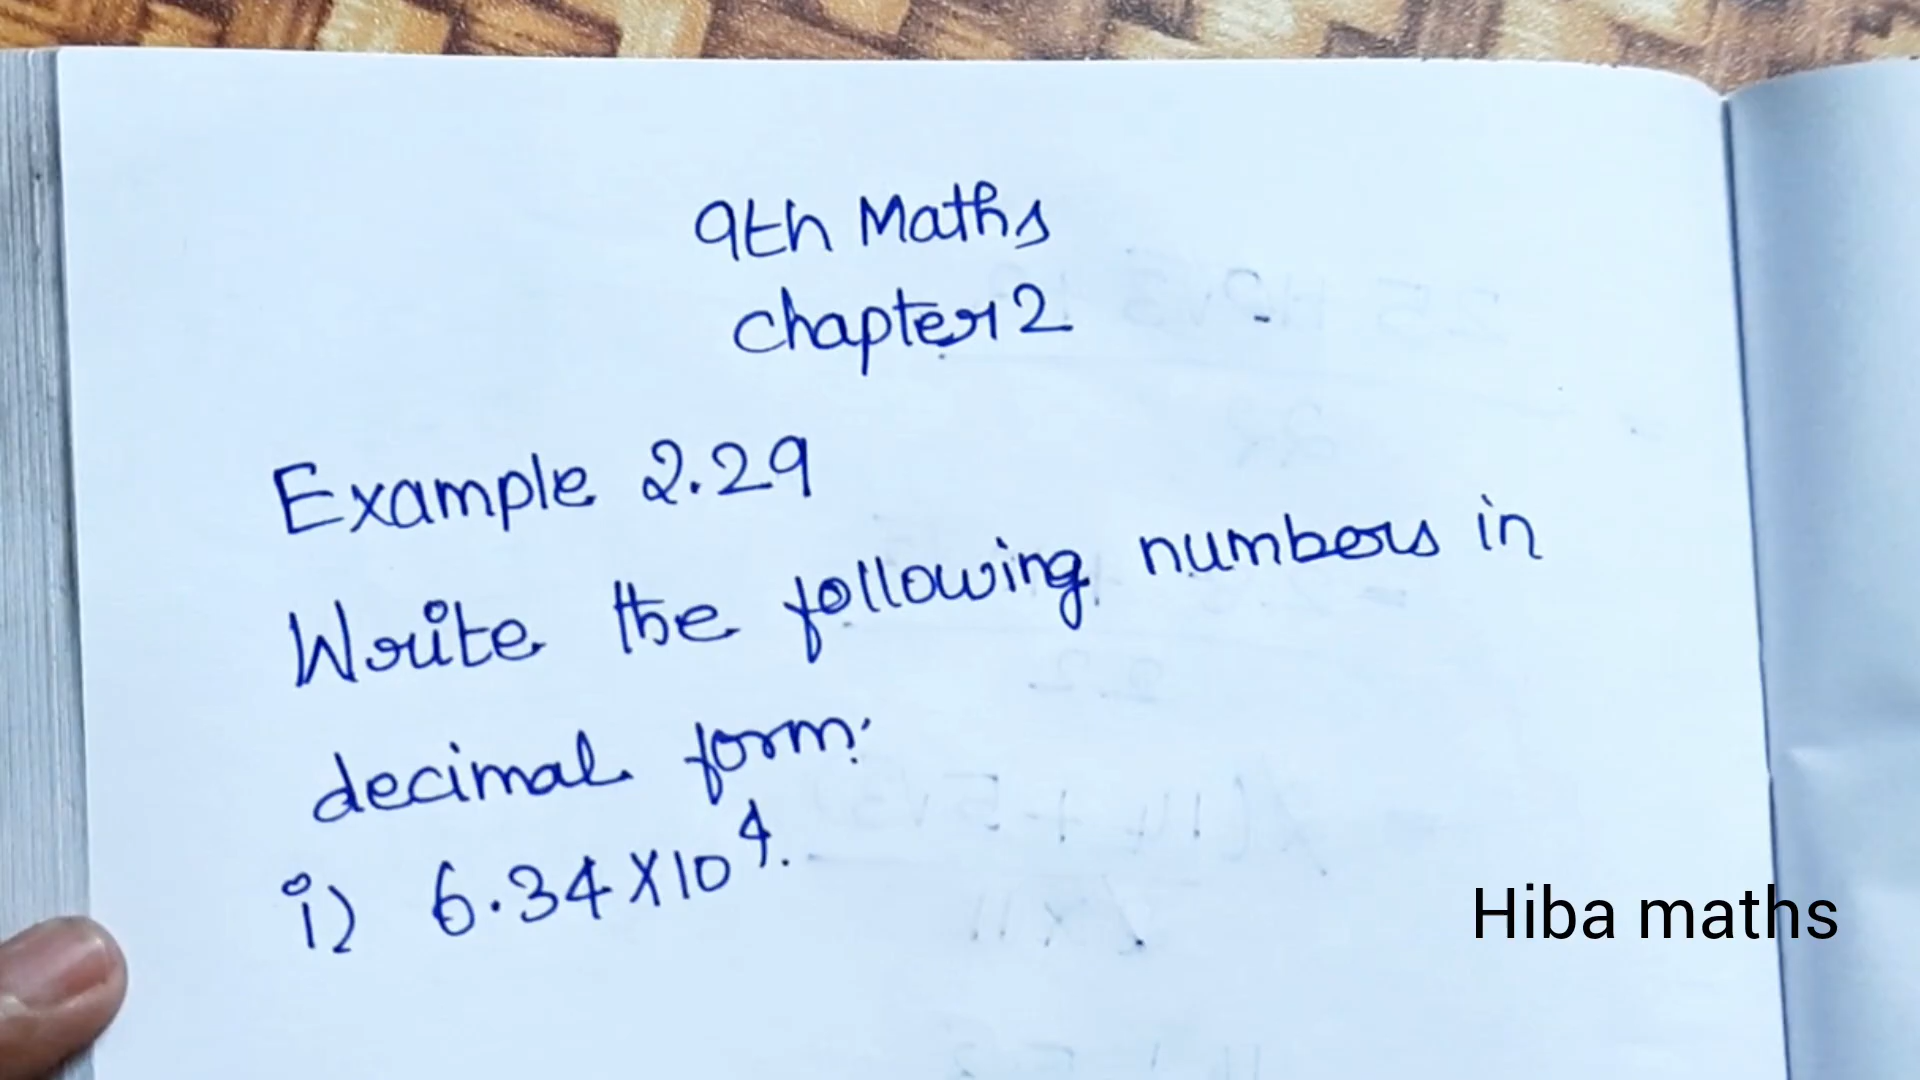 9th Maths
Chapter 2
Example 2.29
Write the following numbers in
decimal form:
i) 6.34 X 10⁴.
Hiba maths